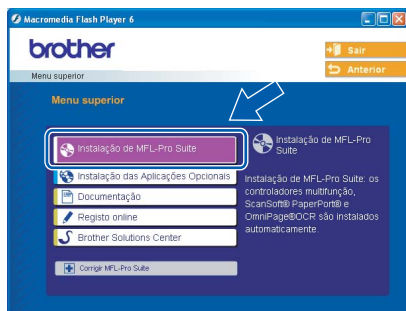 Macromedia Flash Player 6
brother
Sair
Menu superior
Anterior
Menu superior
Instalação de MFL-Pro Suite
Instalação das Aplicações Opcionais
Documentação
Registo online
Brother Solutions Center
Corrigir MFL-Pro Suite
Instalação de MFL-Pro
Suite
Instalação de MFL-Pro Suite: os
controladores multifunção,
ScanSoft® PaperPort® e
OmniPage®OCR são instalados
automaticamente.